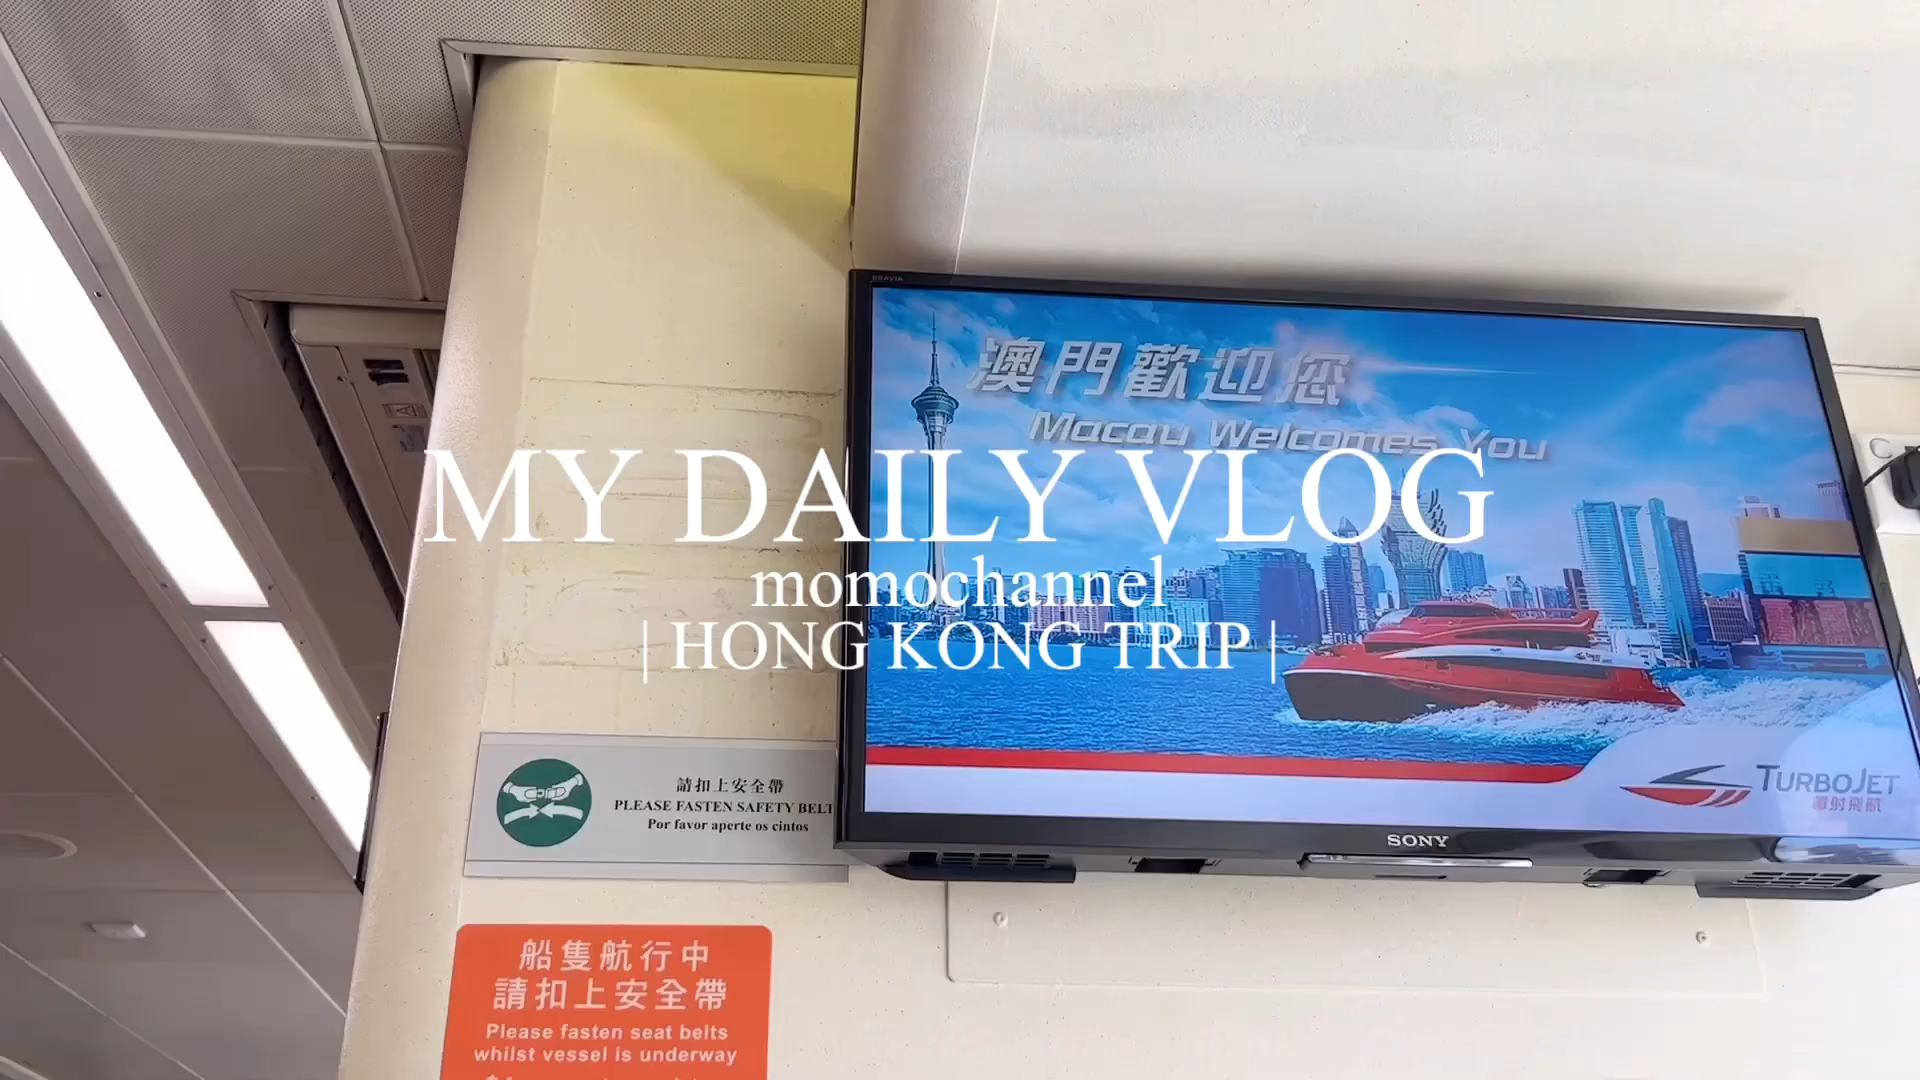 BRAVIA
澳門歡迎您
Macau Welcomes You
MY DAILY VLOG
momochannel
| HONG KONG TRIP |
TURBOJET
噴射飛航
SONY
請扣上安全帶
PLEASE FASTEN SAFETY BELT
Por favor aperte os cintos
船隻航行中
請扣上安全帶
Please fasten seat belts
whilst vessel is underway